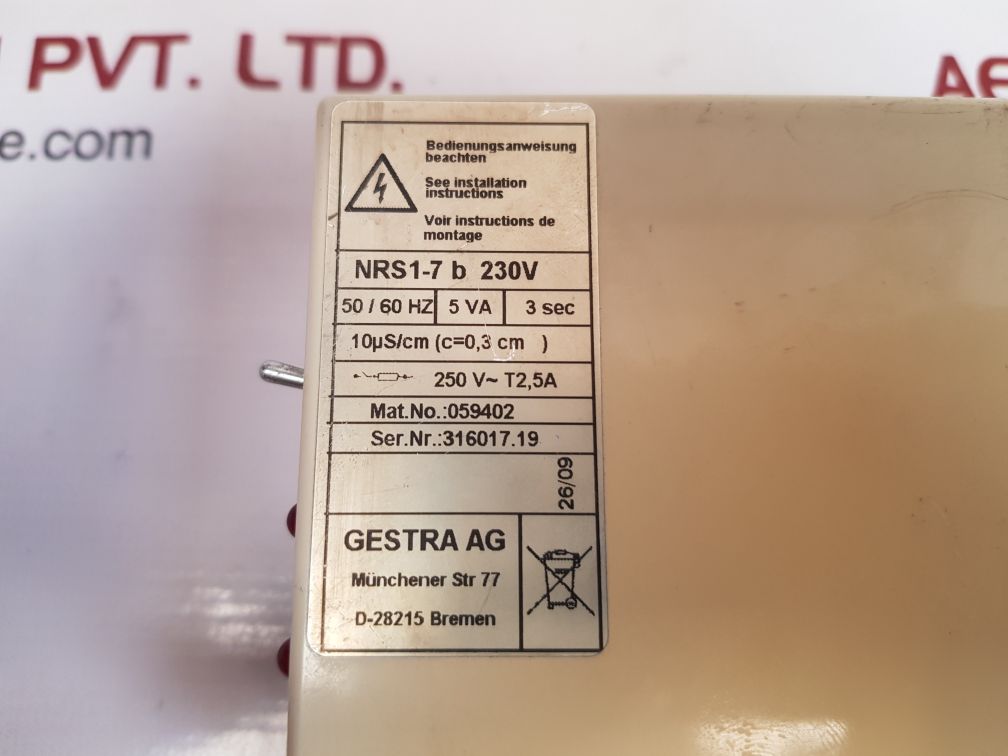 PVT. LTD.
e.com
Bedienungsanweisung
beachten
See installation
instructions
Voir instructions de
montage
NRS1-7 b 230V
50 / 60 HZ 5 VA 3 sec
10µS/cm (c=0,3 cm )
250 V~ T2,5A
Mat.No.:059402
Ser.Nr.:316017.19
26/09
GESTRA AG
Münchener Str 77
D-28215 Bremen